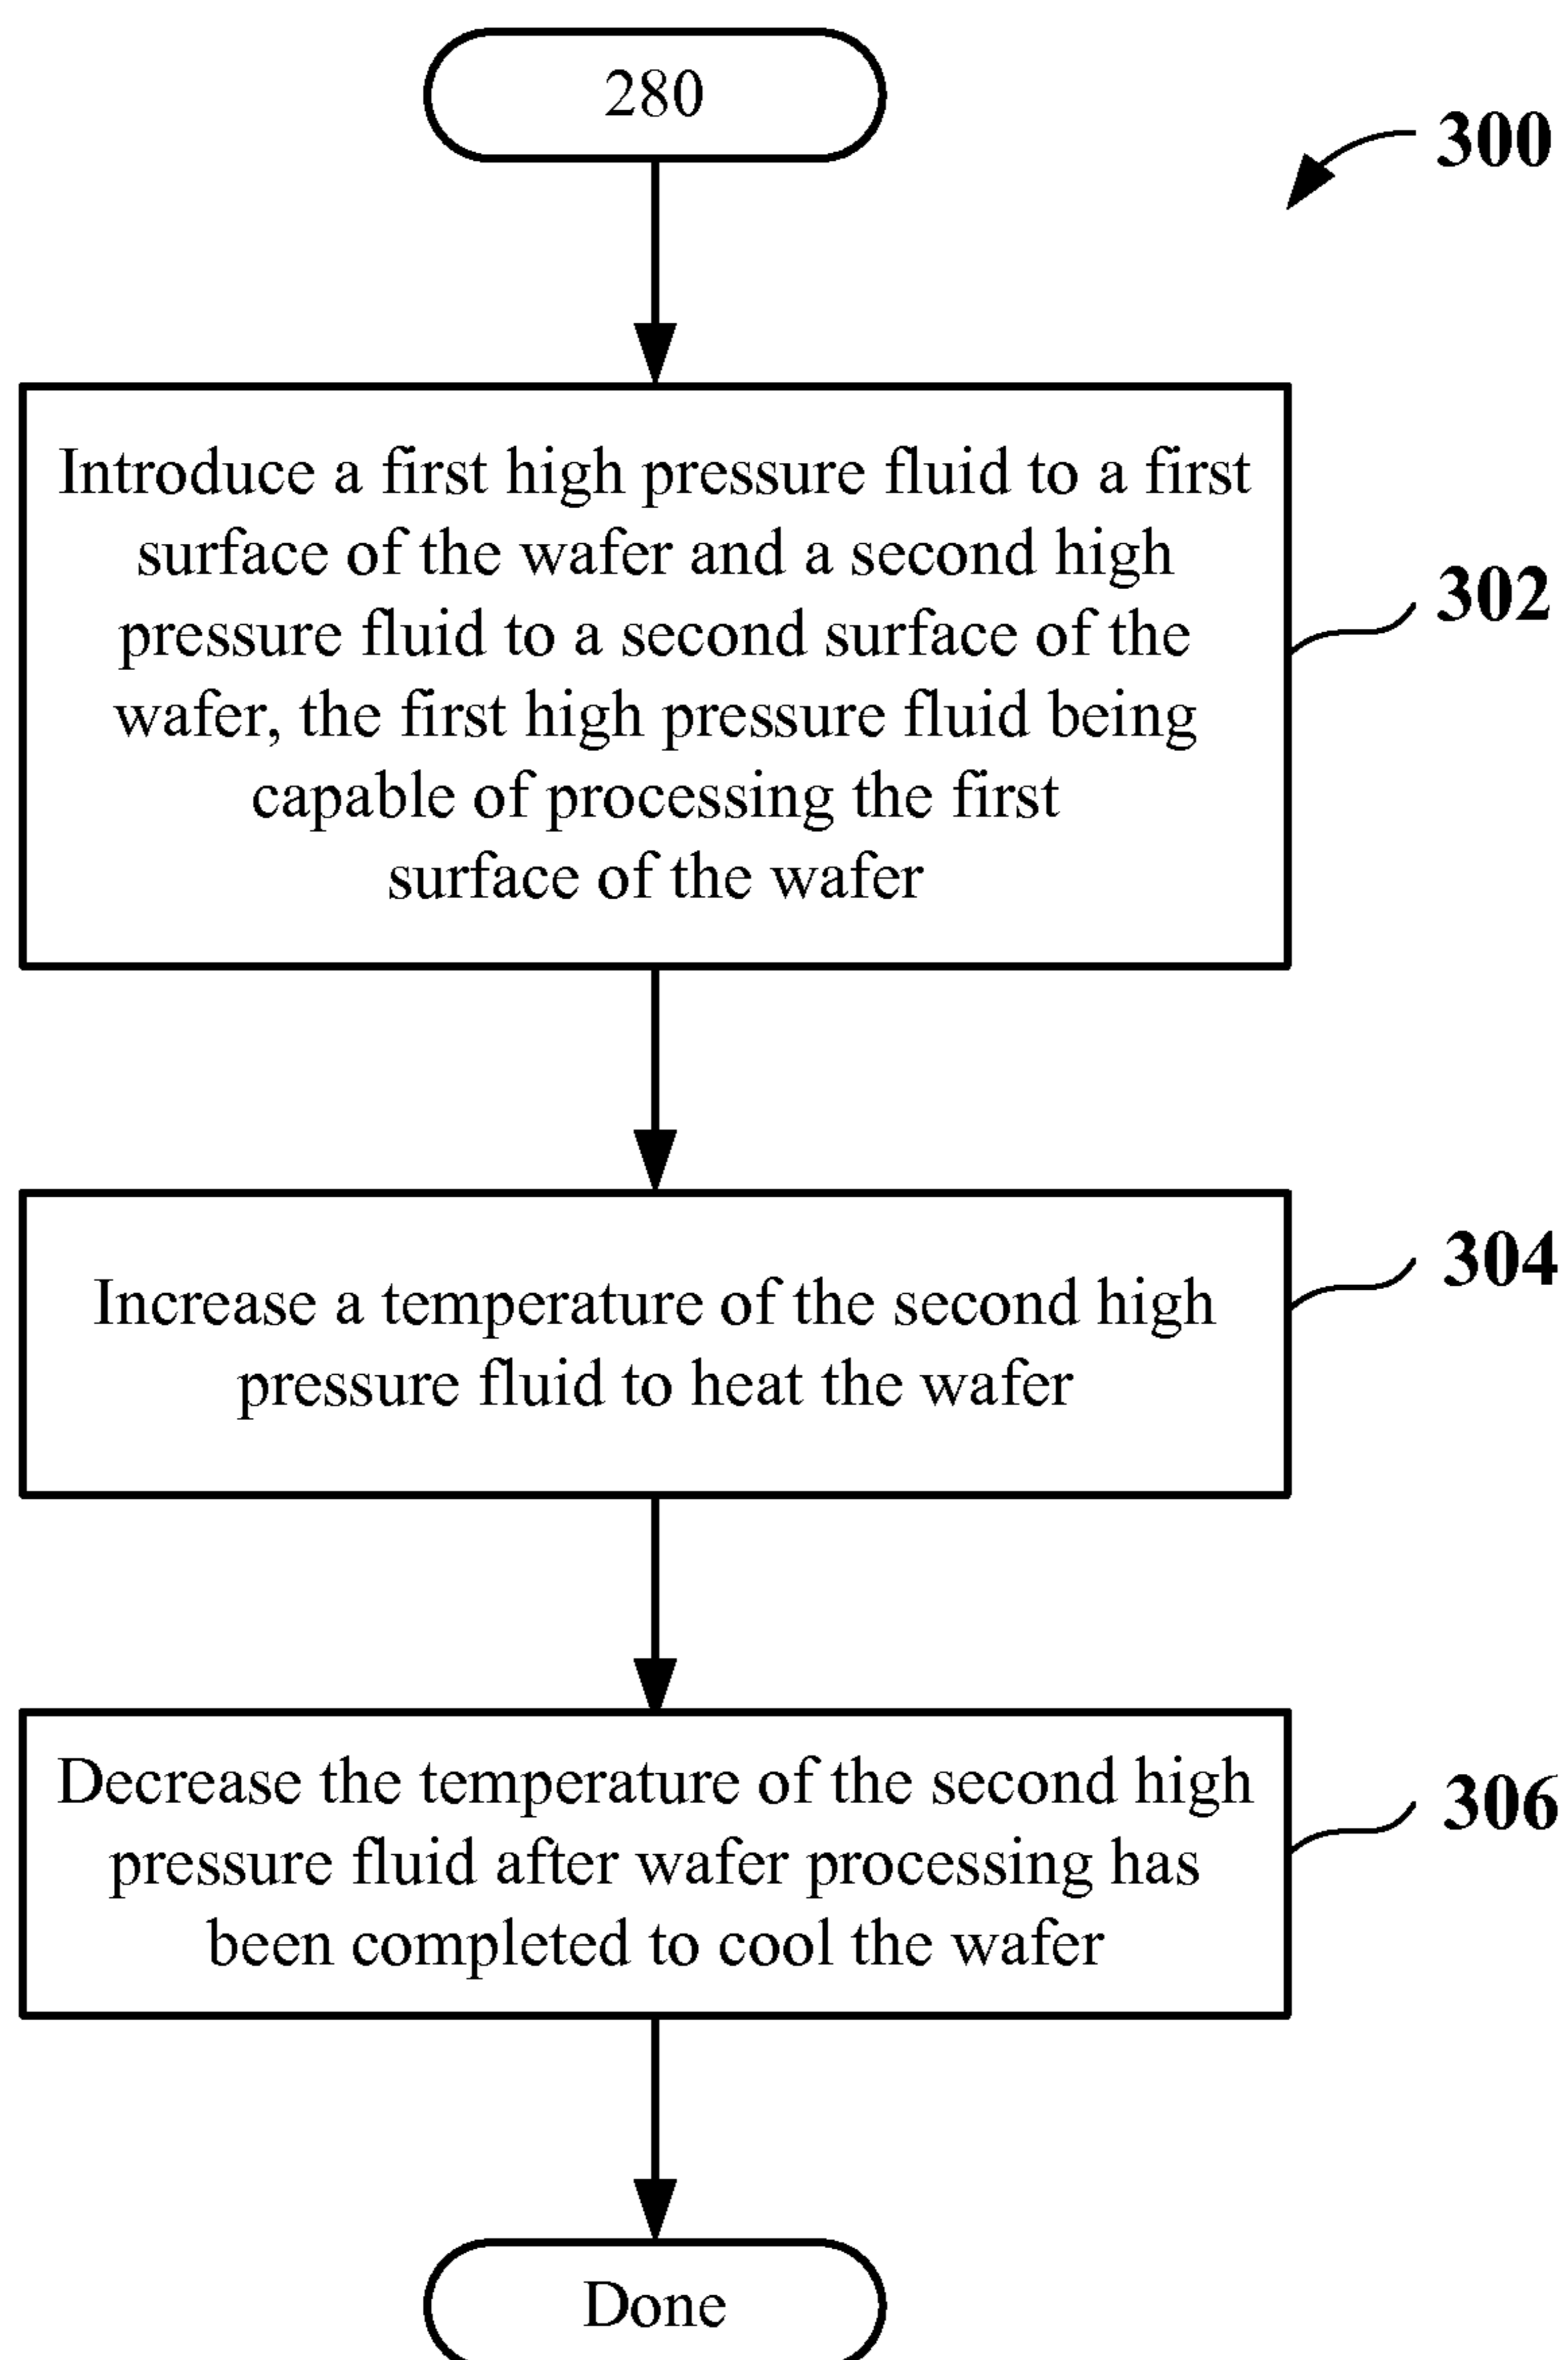 280
300
Introduce a first high pressure fluid to a first
surface of the wafer and a second high
pressure fluid to a second surface of the
wafer, the first high pressure fluid being
capable of processing the first
surface of the wafer
302
Increase a temperature of the second high
pressure fluid to heat the wafer
304
Decrease the temperature of the second high
pressure fluid after wafer processing has
been completed to cool the wafer
306
Done